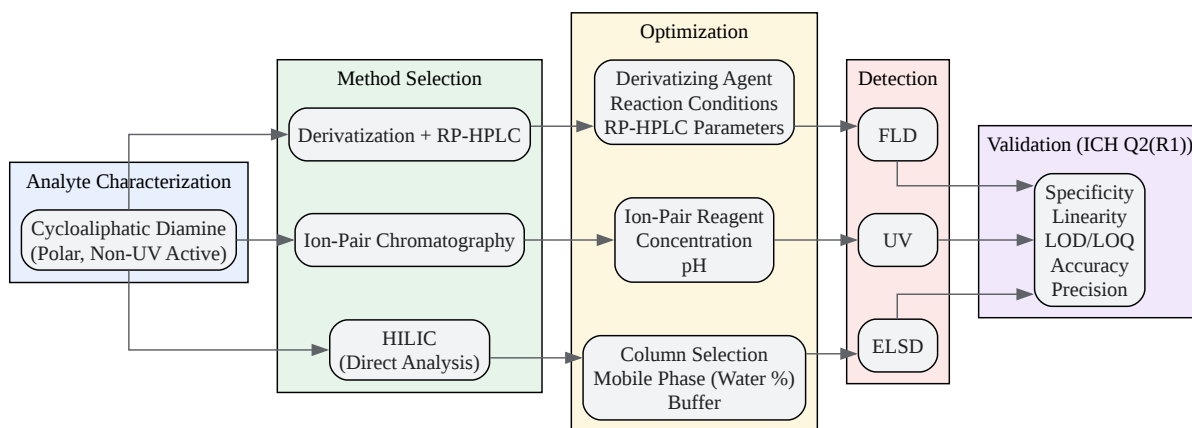 Analyte Characterization
Cycloaliphatic Diamine
(Polar, Non-UV Active)
Method Selection
Derivatization + RP-HPLC
Ion-Pair Chromatography
HILIC
(Direct Analysis)
Optimization
Derivatizing Agent
Reaction Conditions
RP-HPLC Parameters
Ion-Pair Reagent
Concentration
pH
Column Selection
Mobile Phase (Water %)
Buffer
Detection
FLD
UV
ELSD
Validation (ICH Q2(R1))
Specificity
Linearity
LOD/LOQ
Accuracy
Precision